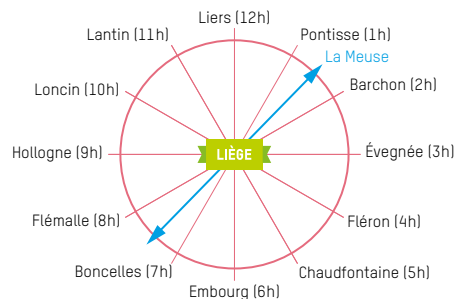 Liers (12h)
Lantin (11h)
Pontisse (1h)
La Meuse
Loncin (10h)
Barchon (2h)
Hollogne (9h)
LIÈGE
Évegnée (3h)
Flémalle (8h)
Fléron (4h)
Boncelles (7h)
Chaudfontaine (5h)
Embourg (6h)